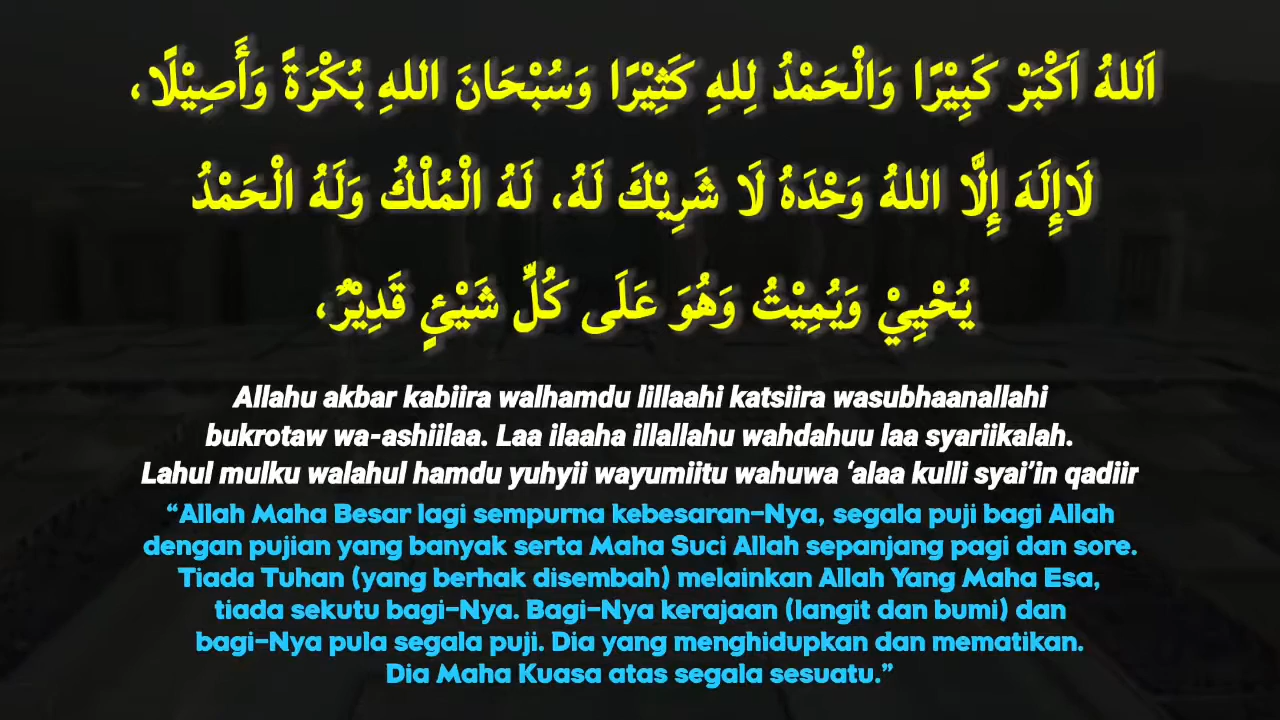 اَللهُ اَكْبَرْ كَبِيْرًا وَالْحَمْدُ لِلهِ كَثِيْرًا وَسُبْحَانَ اللهِ بُكْرَةً وَأَصِيْلًا،
لَاإِلَهَ إِلَّا اللهُ وَحْدَهُ لَا شَرِيْكَ لَهُ، لَهُ الْمُلْكُ وَلَهُ الْحَمْدُ
يُحْيِيْ وَيُمِيْتُ وَهُوَ عَلَى كُلِّ شَيْئٍ قَدِيْرٌ،
Allahu akbar kabiira walhamdu lillaahi katsiira wasubhaanallahi
bukrotaw wa-ashiilaa. Laa ilaaha illallahu wahdahuu laa syariikalah.
Lahul mulku walahul hamdu yuhyii wayumiitu wahuwa ‘alaa kulli syai’in qadiir
“Allah Maha Besar lagi sempurna kebesaran-Nya, segala puji bagi Allah
dengan pujian yang banyak serta Maha Suci Allah sepanjang pagi dan sore.
Tiada Tuhan (yang berhak disembah) melainkan Allah Yang Maha Esa,
tiada sekutu bagi-Nya. Bagi-Nya kerajaan (langit dan bumi) dan
bagi-Nya pula segala puji. Dia yang menghidupkan dan mematikan.
Dia Maha Kuasa atas segala sesuatu.”